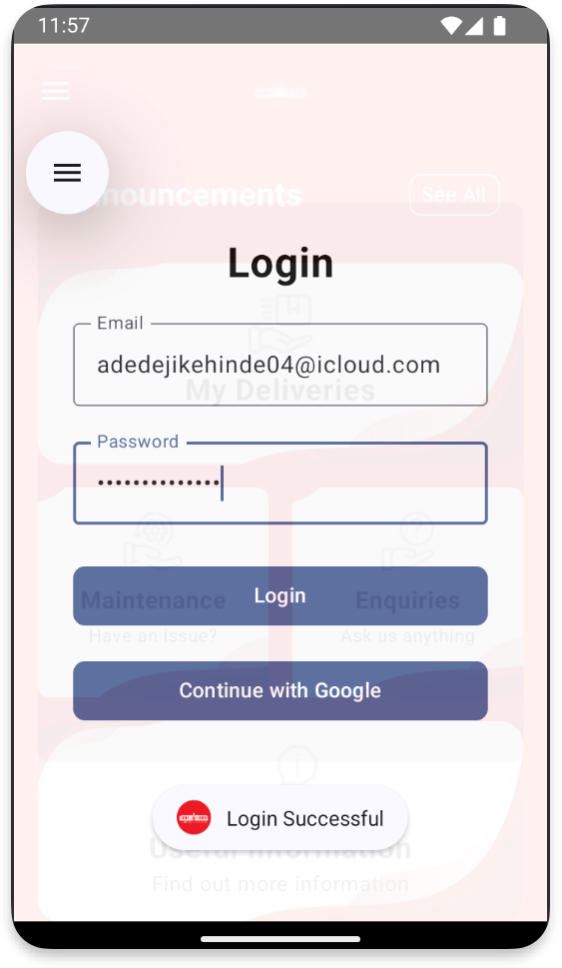 11:57
nouncements
See All
Login
Email
adedejikehinde04@icloud.com
My Deliveries
Password
••••••••••••••
Login
Maintenance
Enquiries
Have an issue?
Ask us anything
Continue with Google
Login Successful
Useful Information
Find out more information